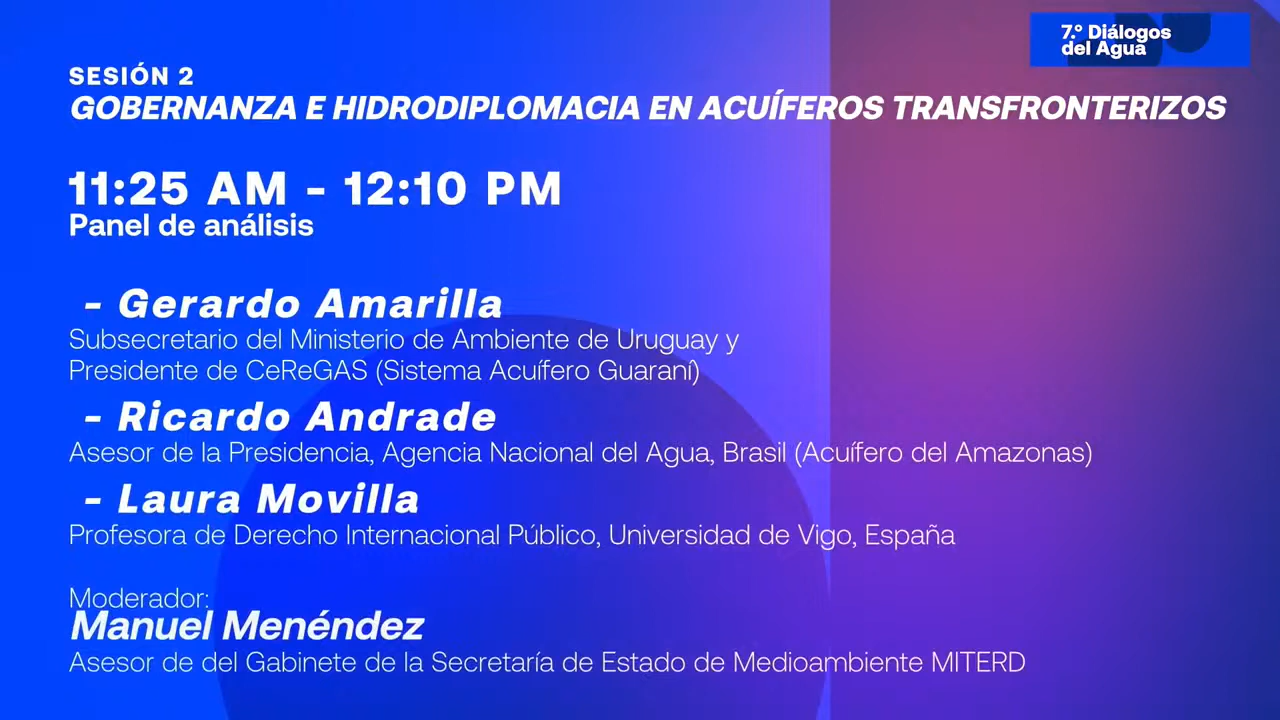 7.º Diálogos
del Agua
SESIÓN 2
GOBERNANZA E HIDRODIPLOMACIA EN ACUÍFEROS TRANSFRONTERIZOS
11:25 AM - 12:10 PM
Panel de análisis
- Gerardo Amarilla
Subsecretario del Ministerio de Ambiente de Uruguay y
Presidente de CeReGAS (Sistema Acuífero Guaraní)
- Ricardo Andrade
Asesor de la Presidencia, Agencia Nacional del Agua, Brasil (Acuífero del Amazonas)
- Laura Movilla
Profesora de Derecho Internacional Público, Universidad de Vigo, España
Moderador:
Manuel Menéndez
Asesor de del Gabinete de la Secretaría de Estado de Medioambiente MITERD